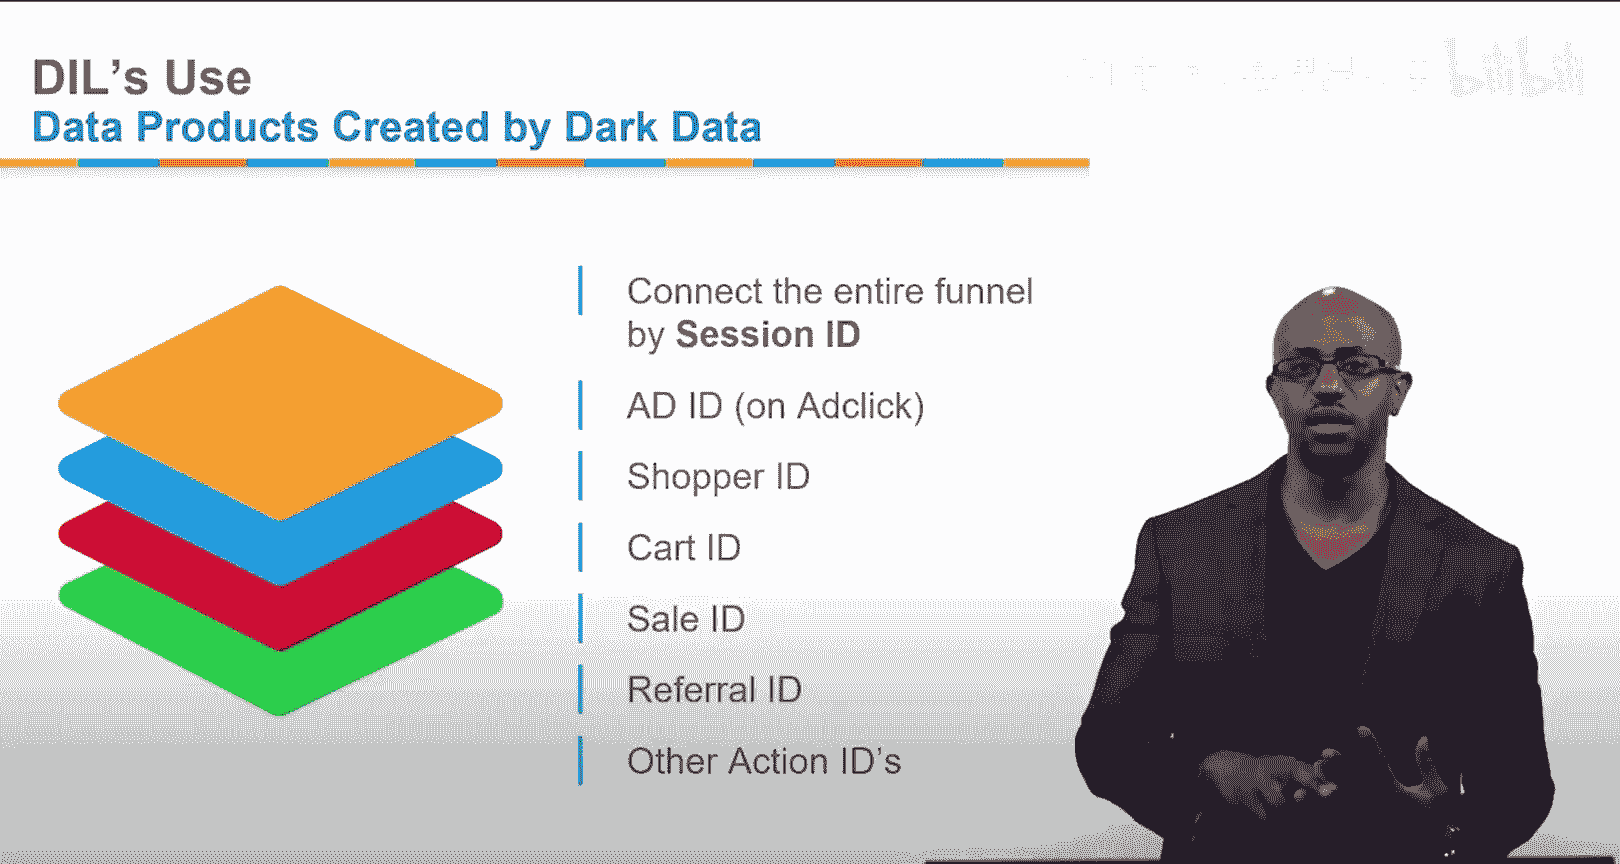 DIL's Use
Data Products Created by Dark Data
bilibili
Connect the entire funnel
by Session ID
AD ID (on Adclick)
Shopper ID
Cart ID
Sale ID
Referral ID
Other Action ID's